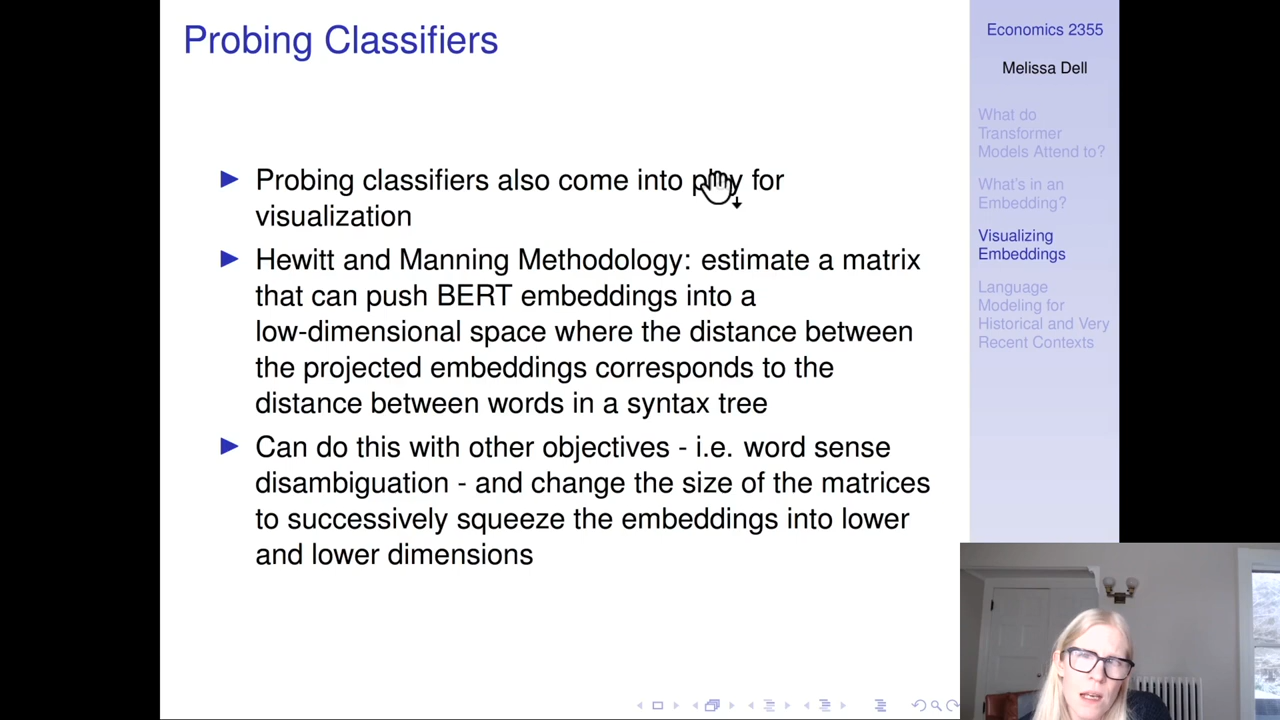 Probing Classifiers
Probing classifiers also come into play for
visualization
Hewitt and Manning Methodology: estimate a matrix
that can push BERT embeddings into a
low-dimensional space where the distance between
the projected embeddings corresponds to the
distance between words in a syntax tree
Can do this with other objectives - i.e. word sense
disambiguation - and change the size of the matrices
to successively squeeze the embeddings into lower
and lower dimensions
Economics 2355
Melissa Dell
What do
Transformer
Models Attend to?
What's in an
Embedding?
Visualizing
Embeddings
Language
Modeling for
Historical and Very
Recent Contexts